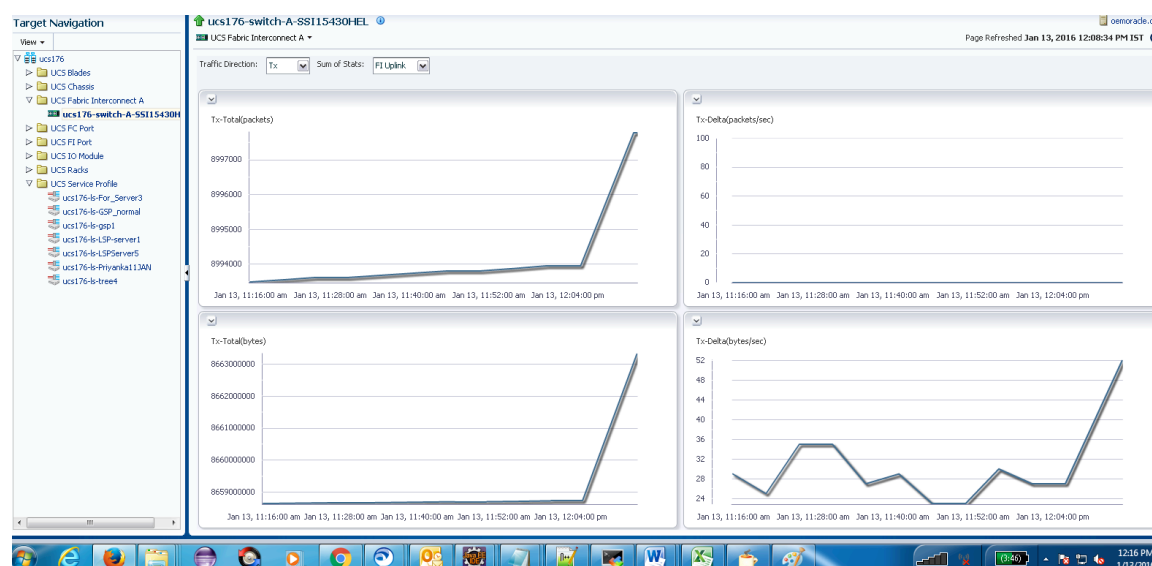 Target Navigation
View
ucs176
UCS Blades
UCS Chassis
UCS Fabric Interconnect A
ucs176-switch-A-SSI15430H
UCS FC Port
UCS FI Port
UCS IO Module
UCS Racks
UCS Service Profile
ucs176-ls-For_Server3
ucs176-ls-GSP_normal
ucs176-ls-gsp1
ucs176-ls-LSP-server1
ucs176-ls-LSPServer5
ucs176-ls-Priyanka11JAN
ucs176-ls-tree4
ucs176-switch-A-SSI15430HEL
oemoracle.c
UCS Fabric Interconnect A
Page Refreshed Jan 13, 2016 12:08:34 PM IST
Traffic Direction: Tx Sum of Stats: FI Uplink
Tx-Total(packets)
8997000
8996000
8995000
8994000
Jan 13, 11:16:00 am Jan 13, 11:28:00 am Jan 13, 11:40:00 am Jan 13, 11:52:00 am Jan 13, 12:04:00 pm
Tx-Delta(packets/sec)
100
80
60
40
20
0
Jan 13, 11:16:00 am Jan 13, 11:28:00 am Jan 13, 11:40:00 am Jan 13, 11:52:00 am Jan 13, 12:04:00 pm
Tx-Total(bytes)
8663000000
8662000000
8661000000
8660000000
8659000000
Jan 13, 11:16:00 am Jan 13, 11:28:00 am Jan 13, 11:40:00 am Jan 13, 11:52:00 am Jan 13, 12:04:00 pm
Tx-Delta(bytes/sec)
52
48
44
40
36
32
28
24
Jan 13, 11:16:00 am Jan 13, 11:28:00 am Jan 13, 11:40:00 am Jan 13, 11:52:00 am Jan 13, 12:04:00 pm
(3:46)
12:16 PM